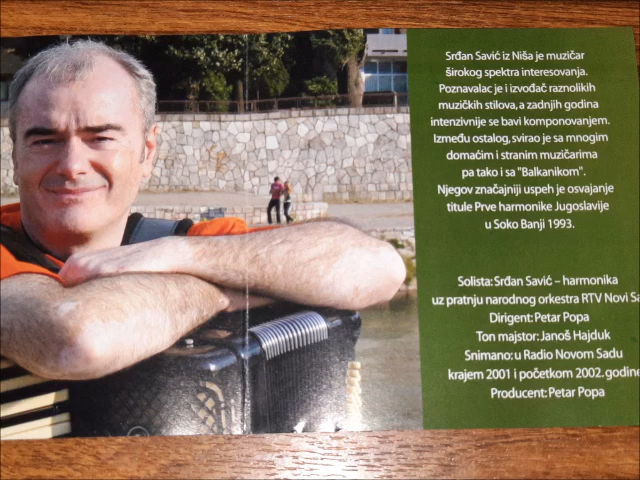 Srđan Savić iz Niša je muzičar
širokog spektra interesovanja.
Poznavalac je i izvođač raznolikih
muzičkih stilova, a zadnjih godina
intenzivnije se bavi komponovanjem.
Između ostalog, svirao je sa mnogim
domaćim i stranim muzičarima
pa tako i sa "Balkanikom".
Njegov značajniji uspeh je osvajanje
titule Prve harmonike Jugoslavije
u Soko Banji 1993.
Solista: Srđan Savić – harmonika
uz pratnju narodnog orkestra RTV Novi Sa
Dirigent: Petar Popa
Ton majstor: Janoš Hajduk
Snimano: u Radio Novom Sadu
krajem 2001 i početkom 2002. godine
Producent: Petar Popa